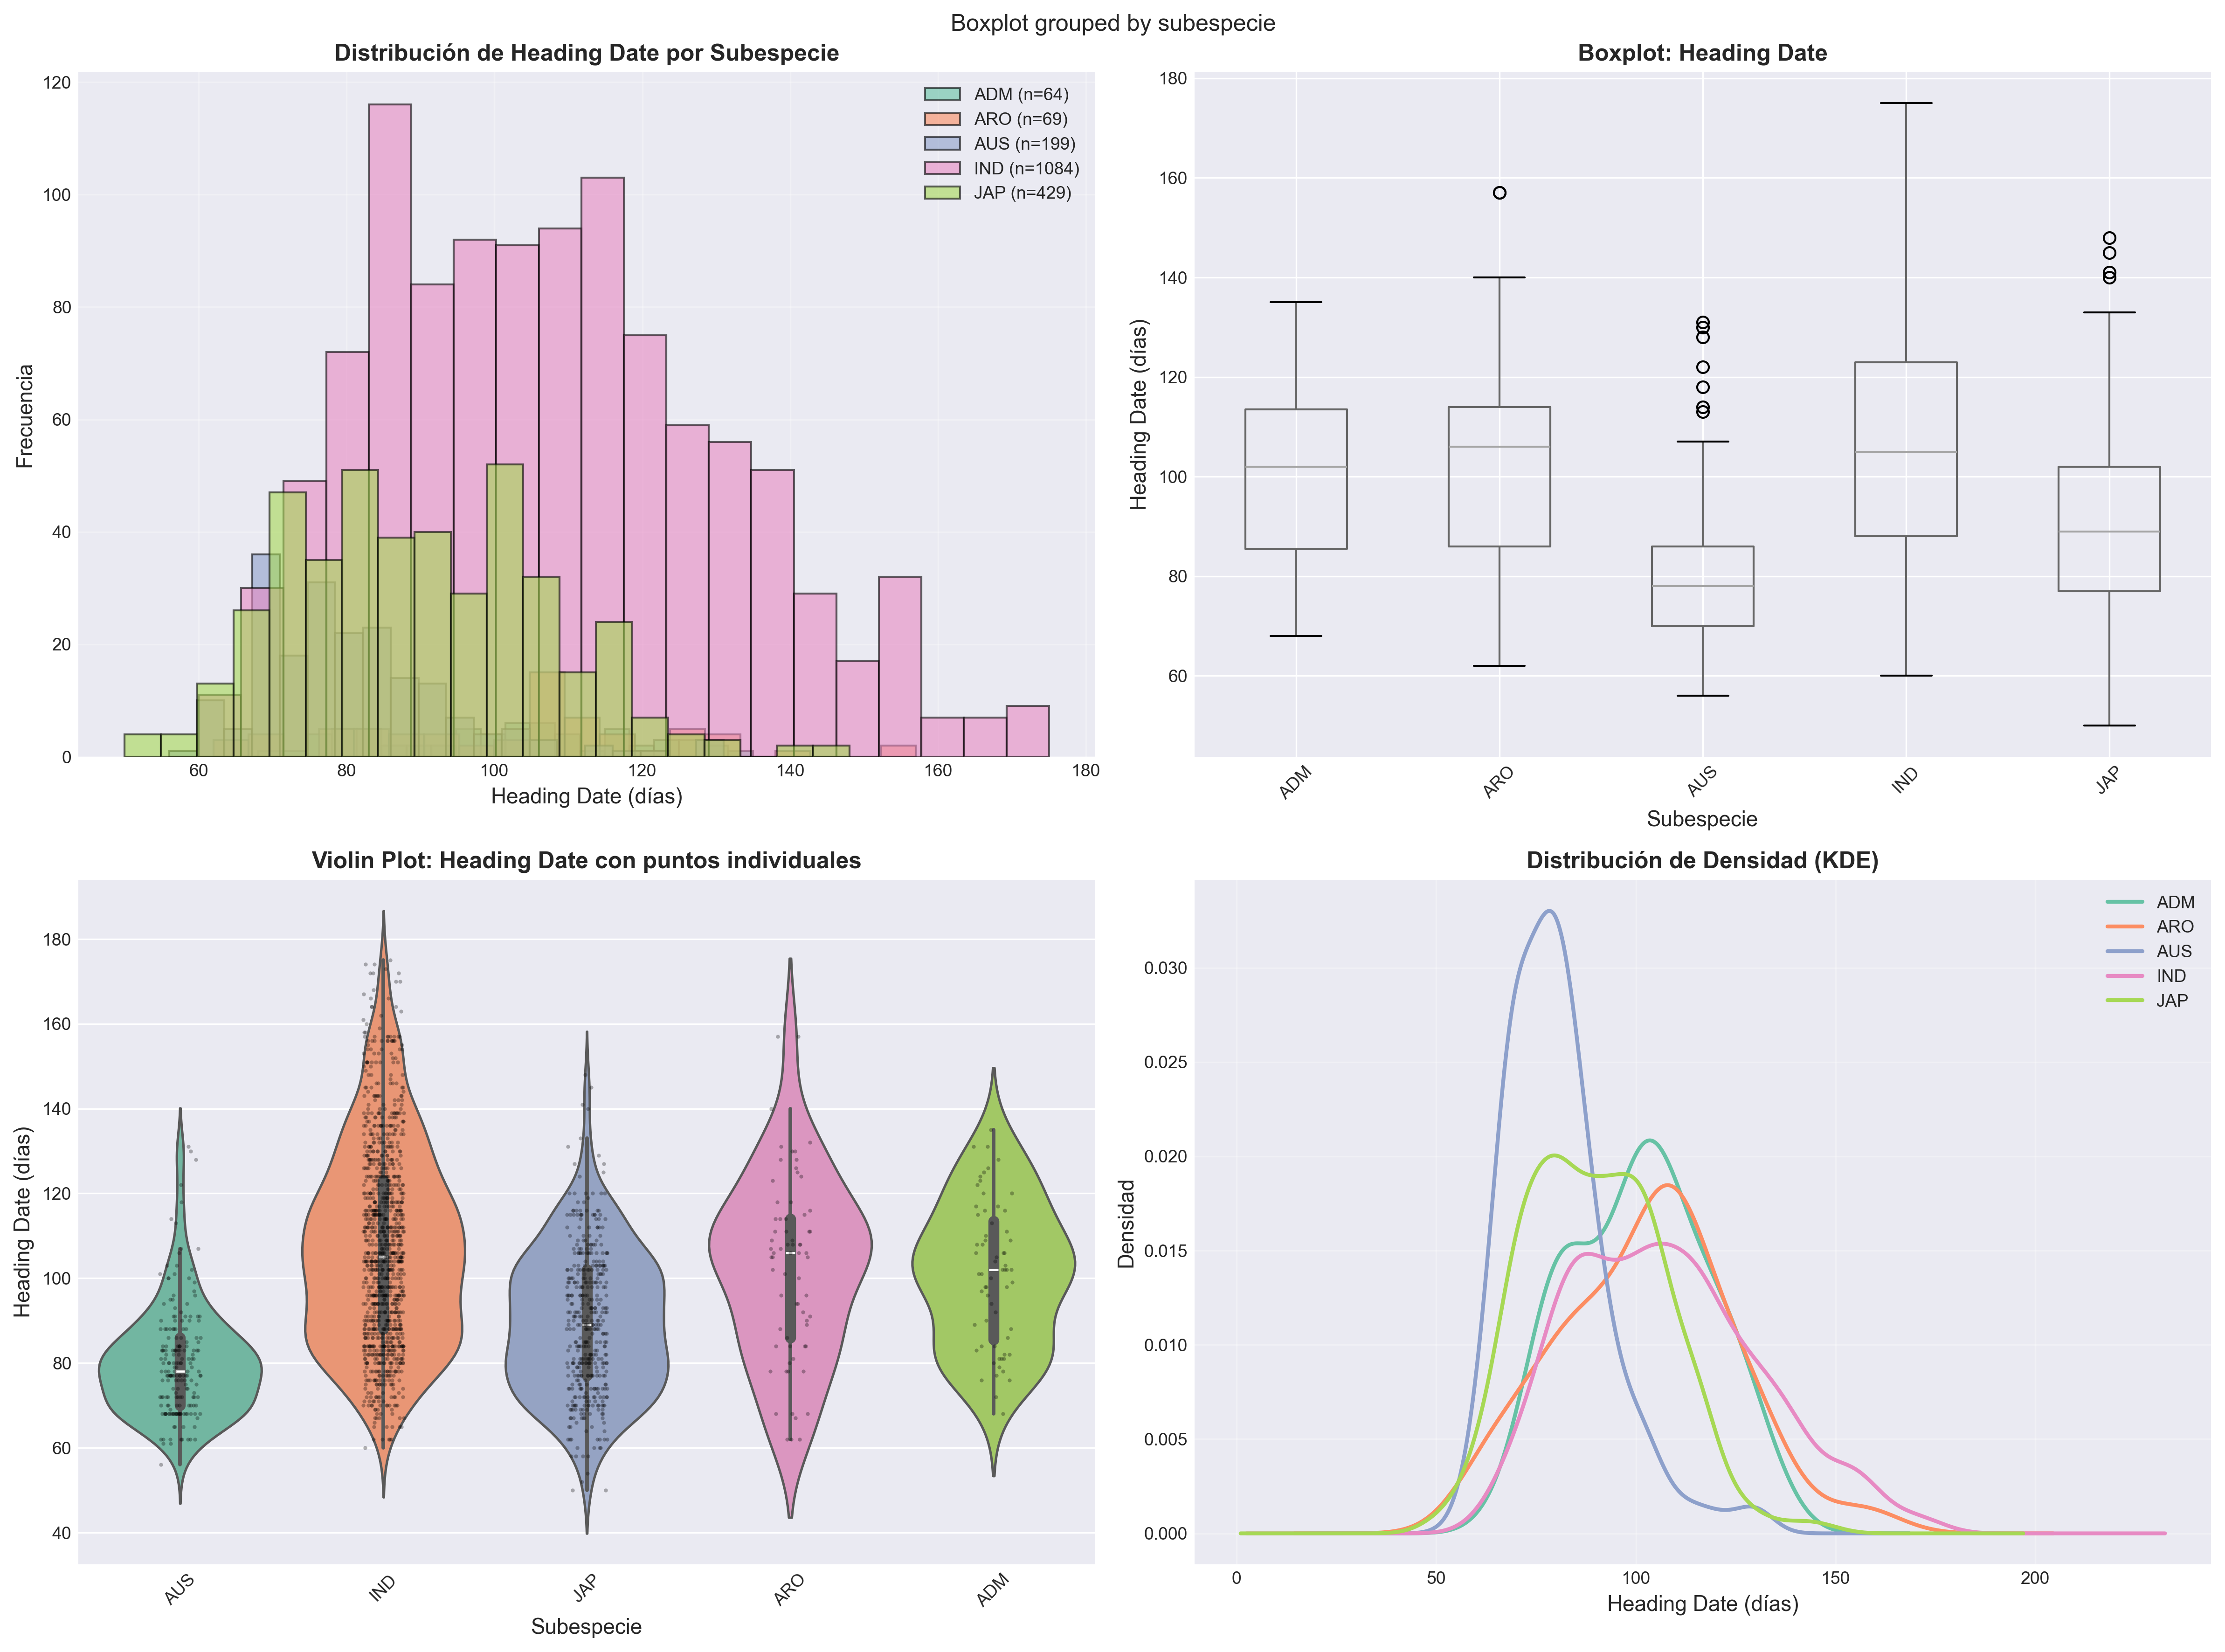 Boxplot grouped by subespecie
Distribución de Heading Date por Subespecie
120
100
80
60
40
20
0
Frecuencia
ADM (n=64)
ARO (n=69)
AUS (n=199)
IND (n=1084)
JAP (n=429)
60 80 100 120 140 160 180
Heading Date (días)
Boxplot: Heading Date
180
160
140
120
100
80
60
Heading Date (días)
ADM ARO AUS IND JAP
Subespecie
Violin Plot: Heading Date con puntos individuales
180
160
140
120
100
80
60
40
Heading Date (días)
AUS IND JAP ARO ADM
Subespecie
Distribución de Densidad (KDE)
ADM
ARO
AUS
IND
JAP
0.030
0.025
0.020
0.015
0.010
0.005
0.000
Densidad
0 50 100 150 200
Heading Date (días)